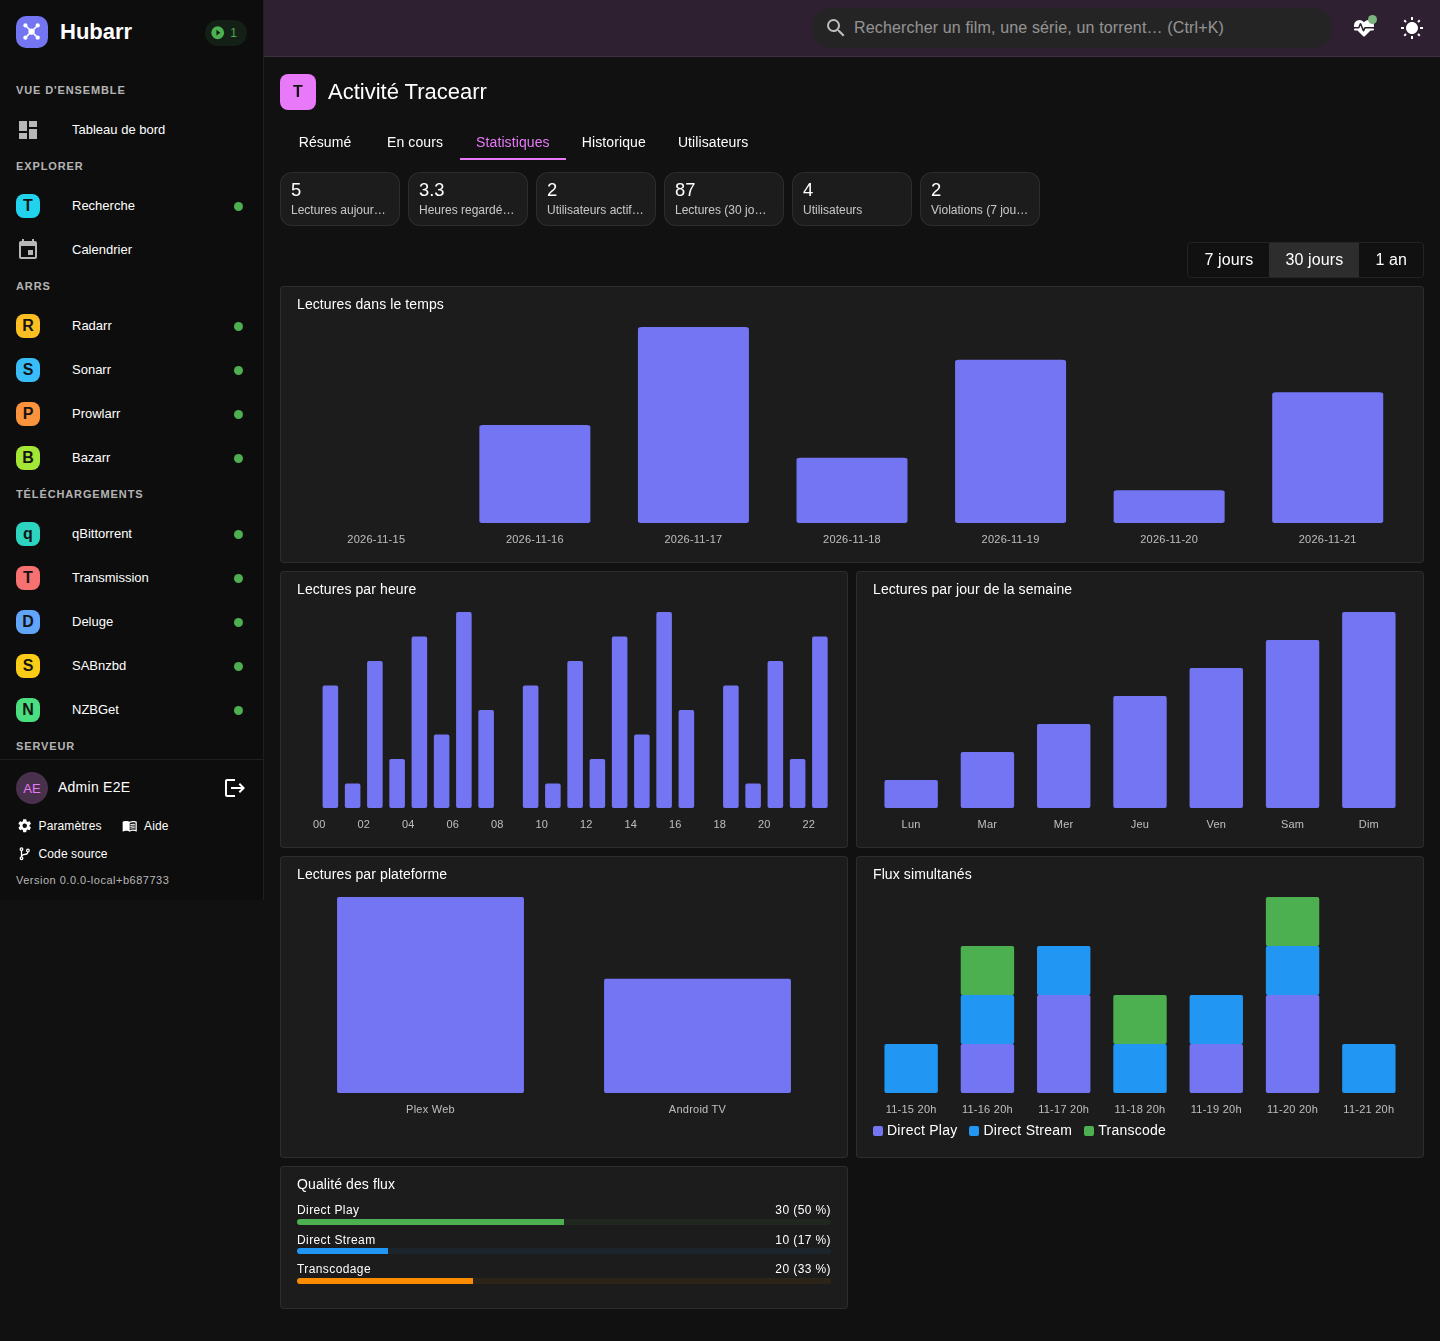 Hubarr
1
Rechercher un film, une série, un torrent… (Ctrl+K)
VUE D'ENSEMBLE
Tableau de bord
EXPLORER
T
Recherche
Calendrier
ARRS
R
Radarr
S
Sonarr
P
Prowlarr
B
Bazarr
TÉLÉCHARGEMENTS
q
qBittorrent
T
Transmission
D
Deluge
S
SABnzbd
N
NZBGet
SERVEUR
AE
Admin E2E
Paramètres
Aide
Code source
Version 0.0.0-local+b687733
T
Activité Tracearr
Résumé
En cours
Statistiques
Historique
Utilisateurs
5
Lectures aujour…
3.3
Heures regardé…
2
Utilisateurs actif…
87
Lectures (30 jo…
4
Utilisateurs
2
Violations (7 jou…
7 jours
30 jours
1 an
Lectures dans le temps
2026-11-15
2026-11-16
2026-11-17
2026-11-18
2026-11-19
2026-11-20
2026-11-21
Lectures par heure
00
02
04
06
08
10
12
14
16
18
20
22
Lectures par jour de la semaine
Lun
Mar
Mer
Jeu
Ven
Sam
Dim
Lectures par plateforme
Plex Web
Android TV
Flux simultanés
11-15 20h
11-16 20h
11-17 20h
11-18 20h
11-19 20h
11-20 20h
11-21 20h
Direct Play
Direct Stream
Transcode
Qualité des flux
Direct Play
30 (50 %)
Direct Stream
10 (17 %)
Transcodage
20 (33 %)